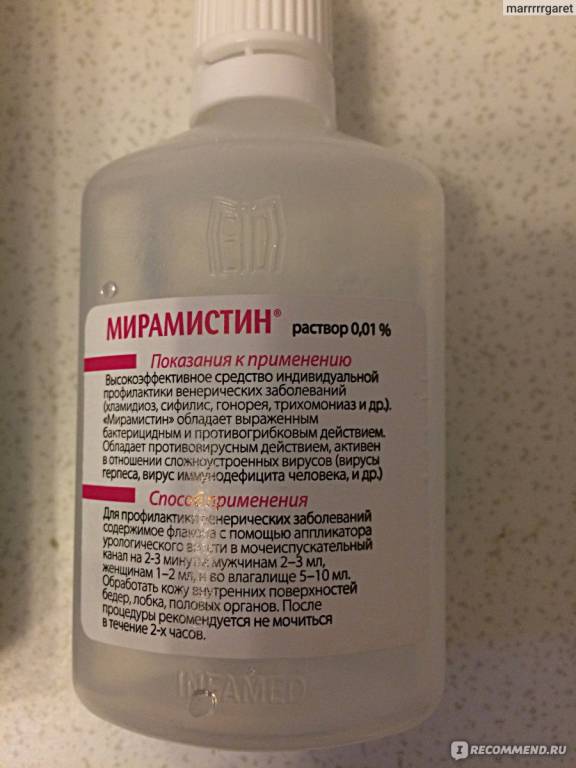 marrrrrgaret
МИРАМИСТИН® раствор 0,01 %
Показания к применению
Высокоэффективное средство индивидуальной
профилактики венерических заболеваний
(хламидиоз, сифилис, гонорея, трихомониаз и др.).
«Мирамистин» обладает выраженным
бактерицидным и противогрибковым действием.
Обладает противовирусным действием, активен
в отношении сложноустроенных вирусов (вирусы
герпеса, вирус иммунодефицита человека, и др.)
Способ применения
Для профилактики венерических заболеваний
содержимое флакона с помощью аппликатора
урологического ввести в мочеиспускательный
канал на 2-3 минуты: мужчинам 2–3 мл,
женщинам 1–2 мл, и во влагалище 5–10 мл.
Обработать кожу внутренних поверхностей
бедер, лобка, половых органов. После
процедуры рекомендуется не мочиться
в течение 2-х часов.
INFAMED
IRECOMMEND.RU